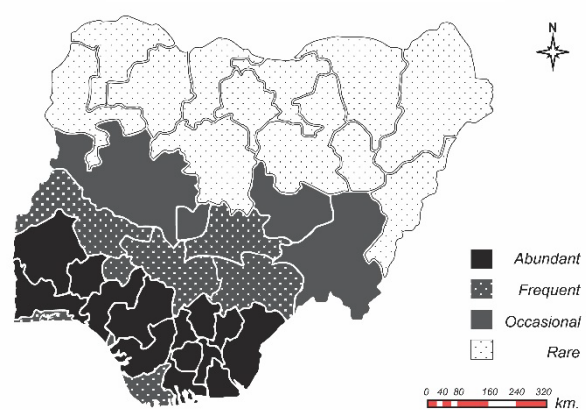 N
Abundant
Frequent
Occasional
Rare
0 40 80 160 240 320 km.